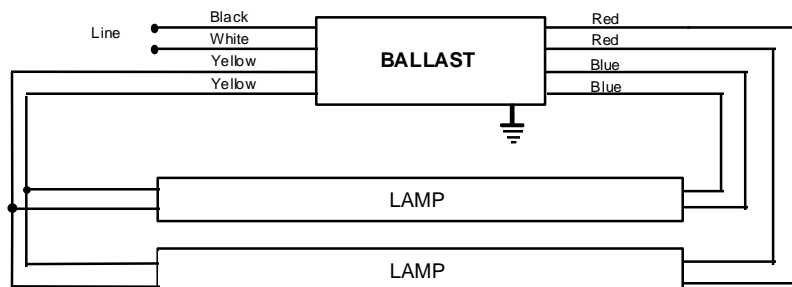 Line
Black
White
Yellow
Yellow
BALLAST
Red
Red
Blue
Blue
LAMP
LAMP